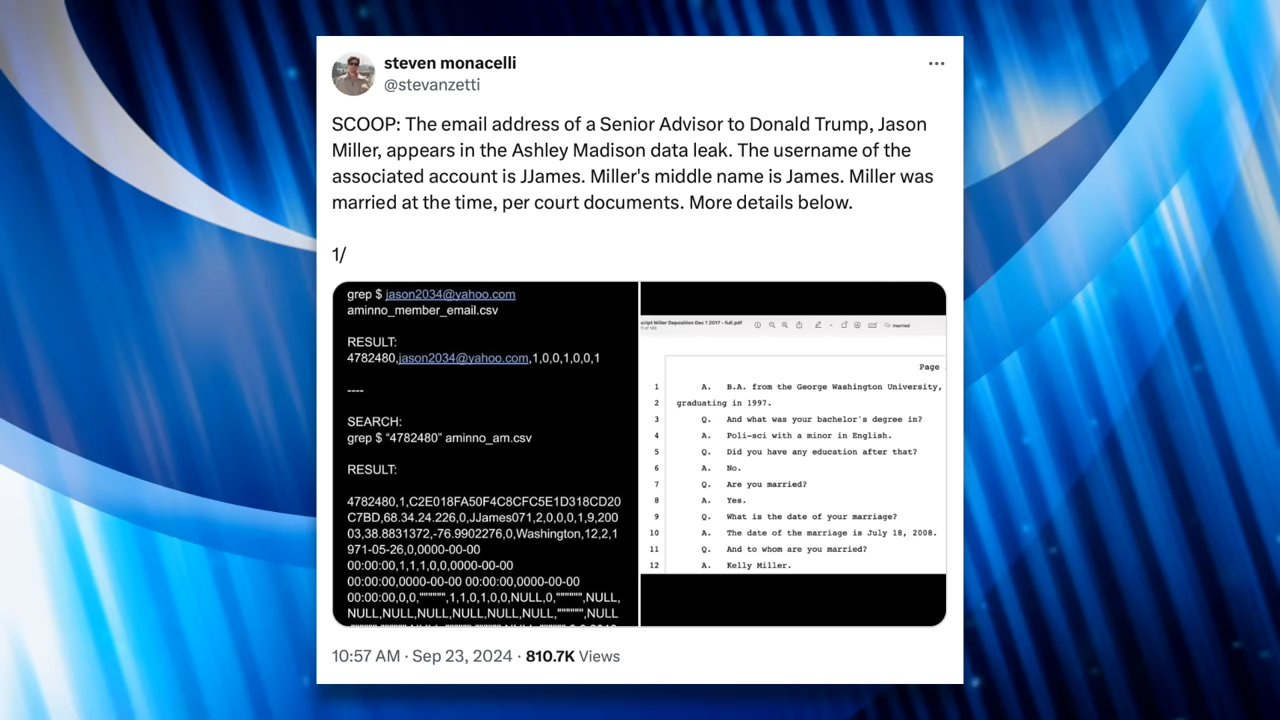 steven monacelli
@stevanzetti
SCOOP: The email address of a Senior Advisor to Donald Trump, Jason
Miller, appears in the Ashley Madison data leak. The username of the
associated account is JJames. Miller's middle name is James. Miller was
married at the time, per court documents. More details below.
1/
grep $ jason2034@yahoo.com
aminno_member_email.csv
RESULT:
4782480,jason2034@yahoo.com,1,0,0,1,0,0,1
----
SEARCH:
grep $ “4782480” aminno_am.csv
RESULT:
4782480,1,C2E018FA50F4C8CFC5E1D318CD20
C7BD,68.34.24.226,0,JJames071,2,0,0,0,1,9,200
03,38.8831372,-76.9902276,0,Washington,12,2,1
971-05-26,0,0000-00-00
00:00:00,1,1,1,0,0,0000-00-00
00:00:00,0000-00-00 00:00:00,0000-00-00
00:00:00,0,0,"""""",1,1,0,1,0,0,NULL,0,"""""",NULL,
NULL,NULL,NULL,NULL,NULL,NULL,"""""",NULL
cript Miller Deposition Dec 1 2017 - full.pdf
married
Page
1 A. B.A. from the George Washington University,
2 graduating in 1997.
3 Q. And what was your bachelor's degree in?
4 A. Poli-sci with a minor in English.
5 Q. Did you have any education after that?
6 A. No.
7 Q. Are you married?
8 A. Yes.
9 Q. What is the date of your marriage?
10 A. The date of the marriage is July 18, 2008.
11 Q. And to whom are you married?
12 A. Kelly Miller.
10:57 AM · Sep 23, 2024 · 810.7K Views